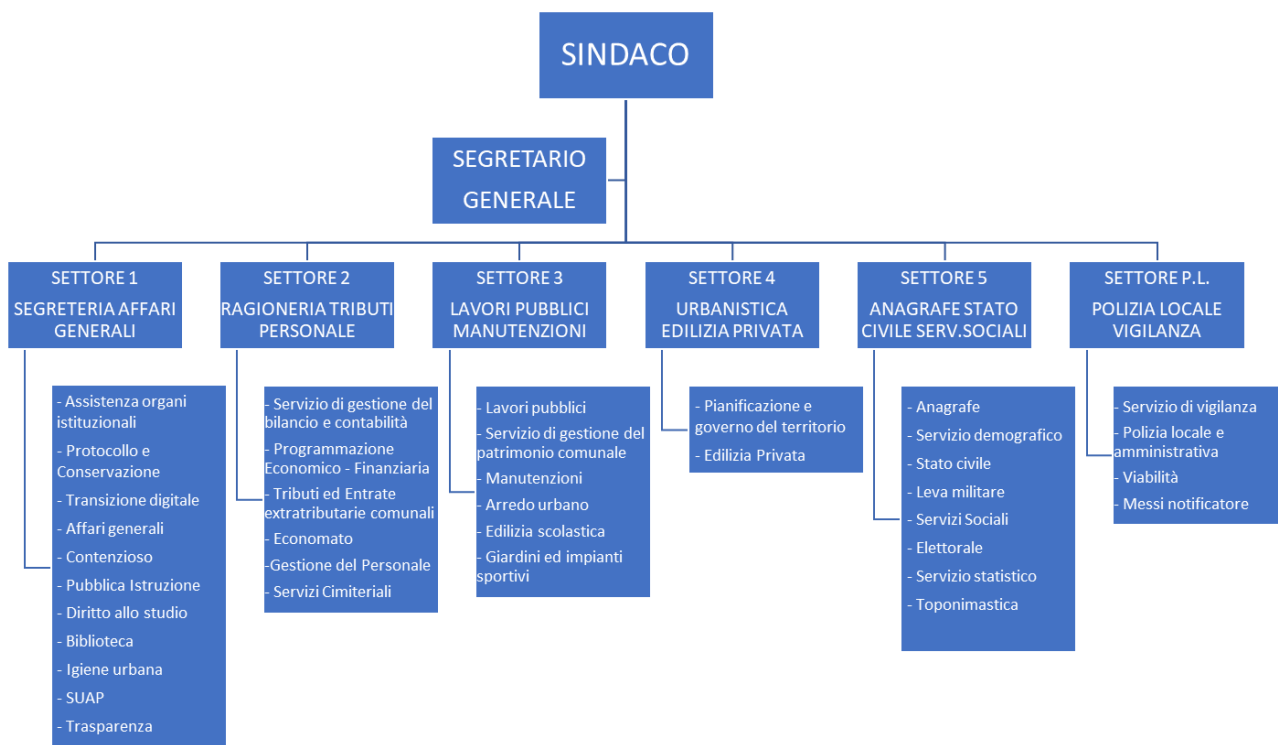 SINDACO
SEGRETARIO
GENERALE
SETTORE 1
SEGRETERIA AFFARI
GENERALI
SETTORE 2
RAGIONERIA TRIBUTI
PERSONALE
SETTORE 3
LAVORI PUBBLICI
MANUTENZIONI
SETTORE 4
URBANISTICA
EDILIZIA PRIVATA
SETTORE 5
ANAGRAFE STATO
CIVILE SERV.SOCIALI
SETTORE P.L.
POLIZIA LOCALE
VIGILANZA
- Assistenza organi
istituzionali
- Protocollo e
Conservazione
- Transizione digitale
- Affari generali
- Contenzioso
- Pubblica Istruzione
- Diritto allo studio
- Biblioteca
- Igiene urbana
- SUAP
- Trasparenza
- Servizio di gestione del
bilancio e contabilità
- Programmazione
Economico - Finanziaria
- Tributi ed Entrate
extratributarie comunali
- Economato
-Gestione del Personale
- Servizi Cimiteriali
- Lavori pubblici
- Servizio di gestione del
patrimonio comunale
- Manutenzioni
- Arredo urbano
- Edilizia scolastica
- Giardini ed impianti
sportivi
- Pianificazione e
governo del territorio
- Edilizia Privata
- Anagrafe
- Servizio demografico
- Stato civile
- Leva militare
- Servizi Sociali
- Elettorale
- Servizio statistico
- Toponimastica
- Servizio di vigilanza
- Polizia locale e
amministrativa
- Viabilità
- Messi notificatore